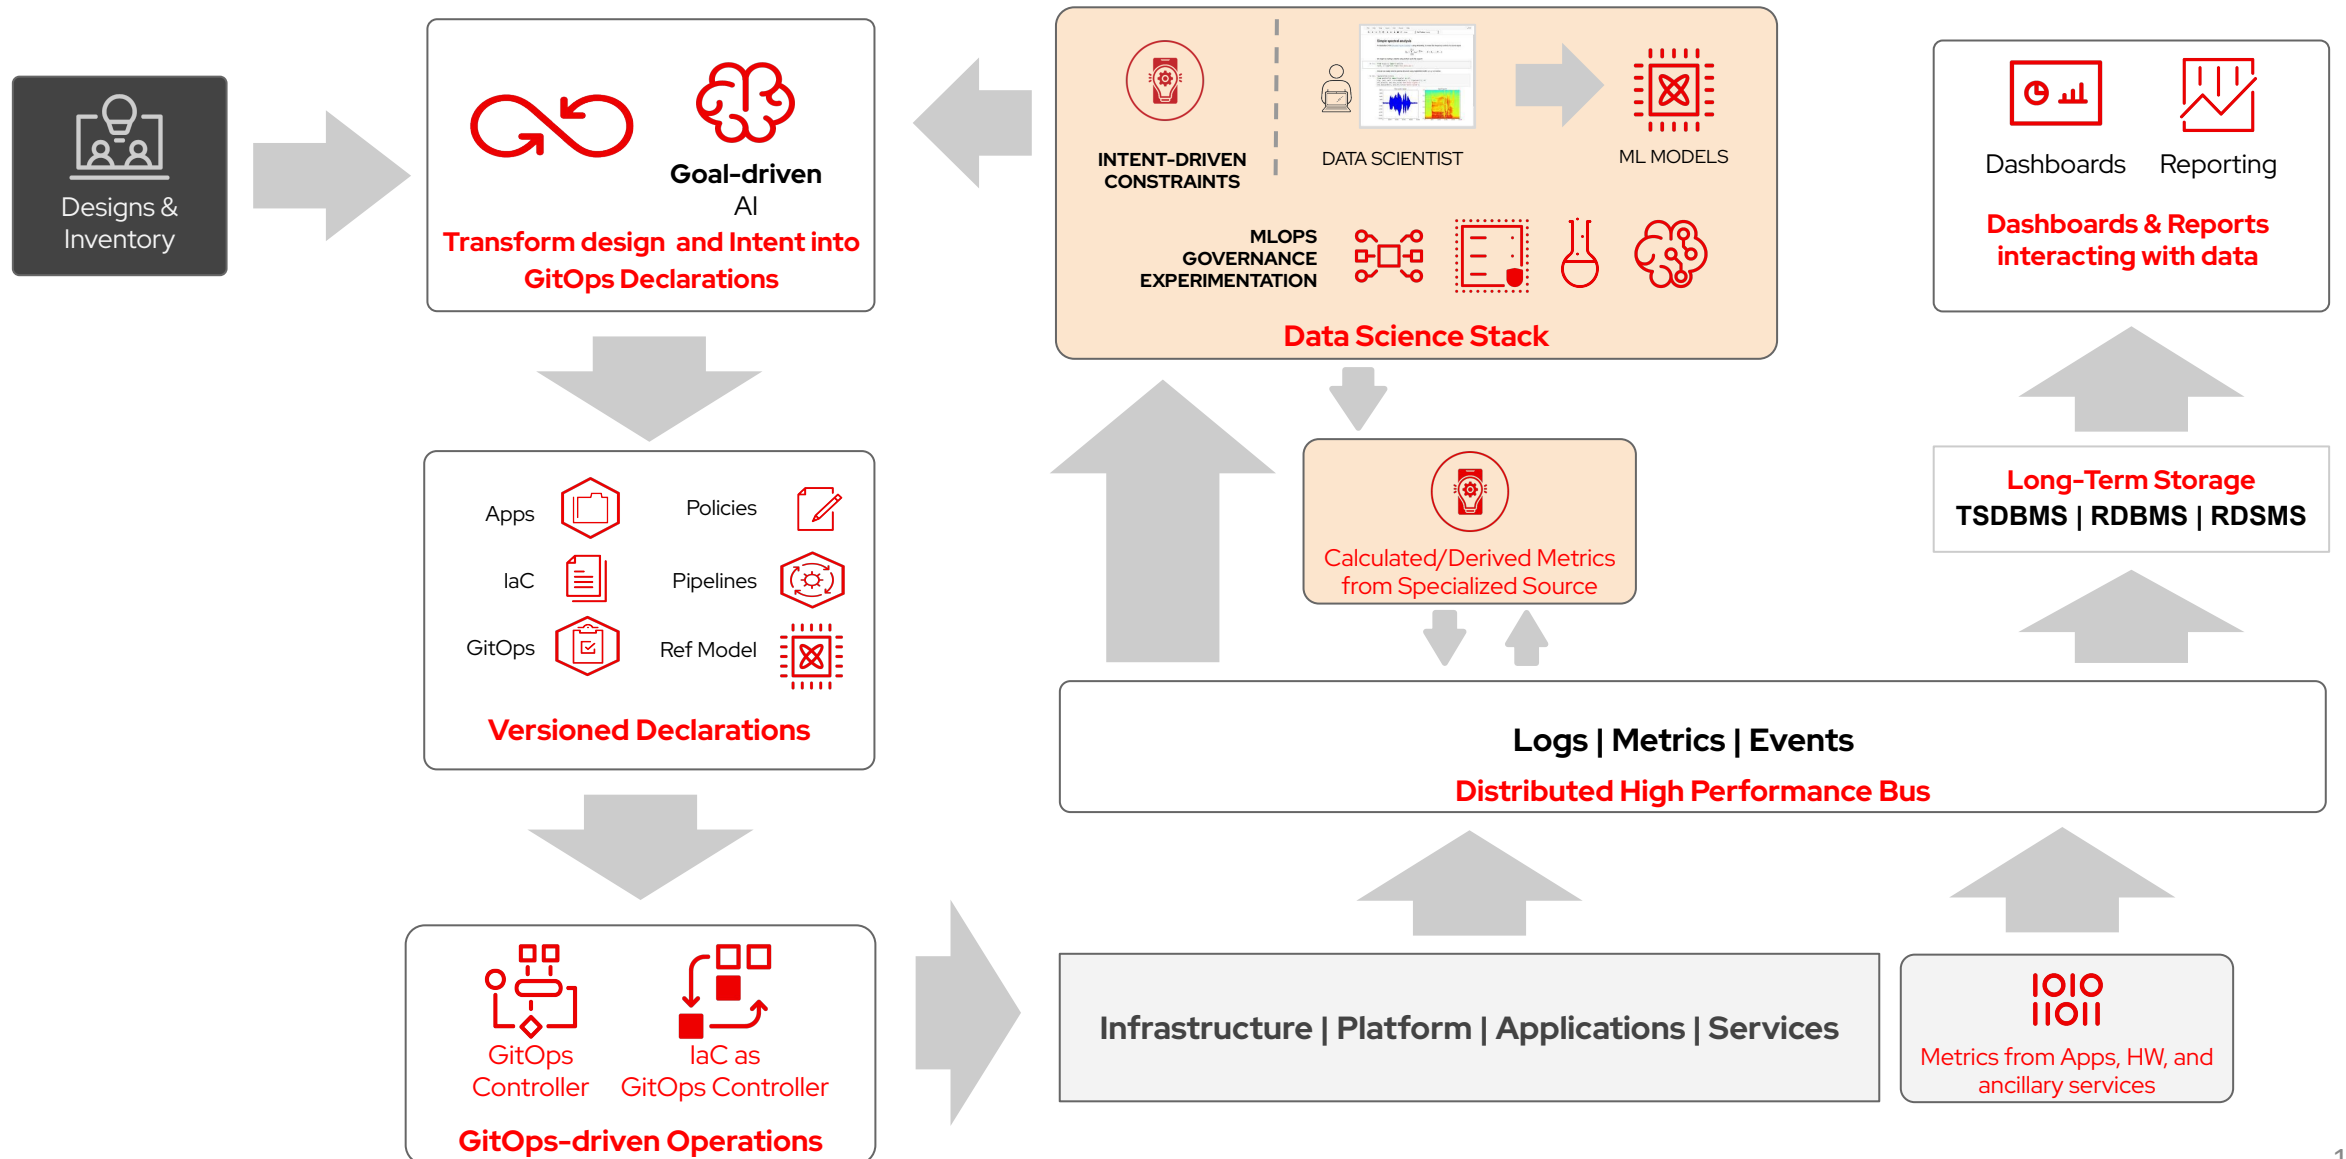 Designs &
Inventory
Goal-driven
AI
Transform design and Intent into
GitOps Declarations
INTENT-DRIVEN
CONSTRAINTS
DATA SCIENTIST
ML MODELS
MLOPS
GOVERNANCE
EXPERIMENTATION
Data Science Stack
Dashboards
Reporting
Dashboards & Reports
interacting with data
Apps
Policies
IaC
Pipelines
GitOps
Ref Model
Versioned Declarations
Calculated/Derived Metrics
from Specialized Source
Long-Term Storage
TSDBMS | RDBMS | RDSMS
Logs | Metrics | Events
Distributed High Performance Bus
GitOps
Controller
IaC as
GitOps Controller
GitOps-driven Operations
Infrastructure | Platform | Applications | Services
1010
11011
Metrics from Apps, HW, and
ancillary services
1